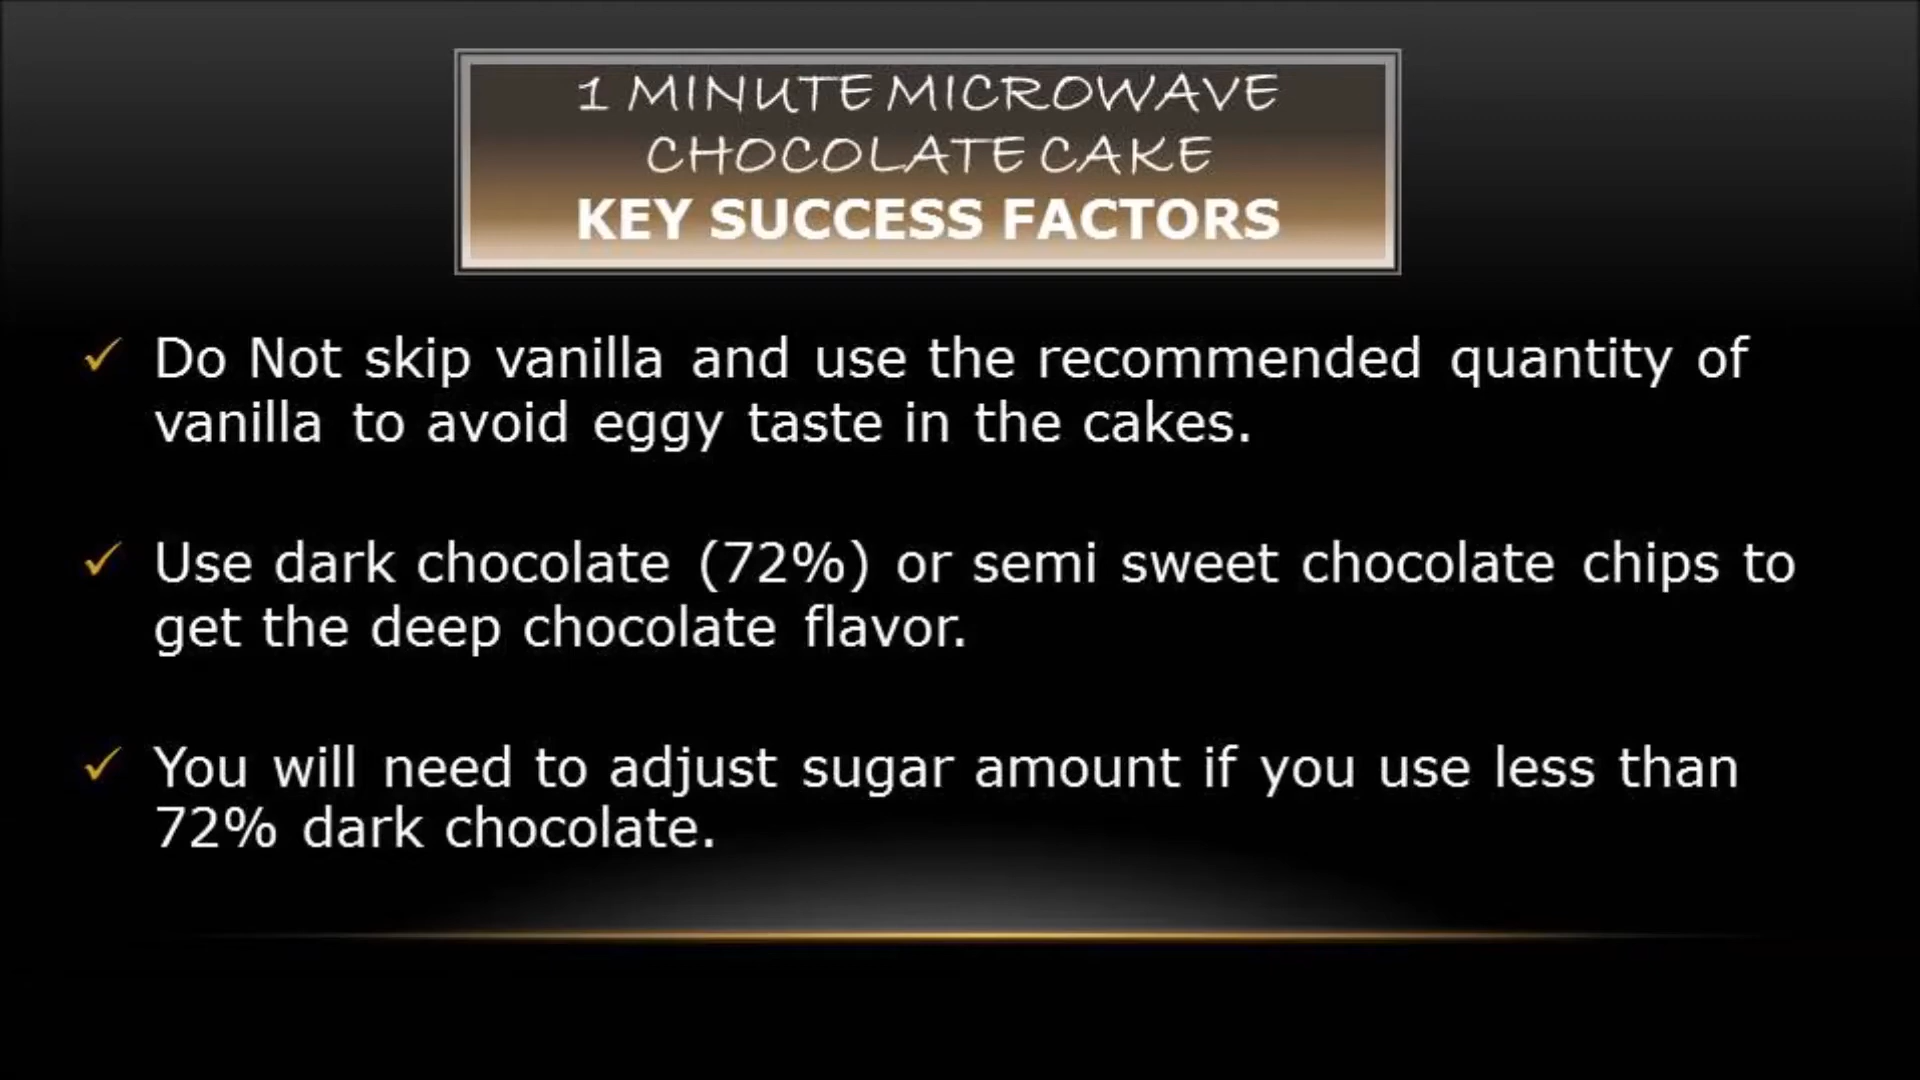 1 MINUTE MICROWAVE
CHOCOLATE CAKE
KEY SUCCESS FACTORS
✓ Do Not skip vanilla and use the recommended quantity of
vanilla to avoid eggy taste in the cakes.
✓ Use dark chocolate (72%) or semi sweet chocolate chips to
get the deep chocolate flavor.
✓ You will need to adjust sugar amount if you use less than
72% dark chocolate.